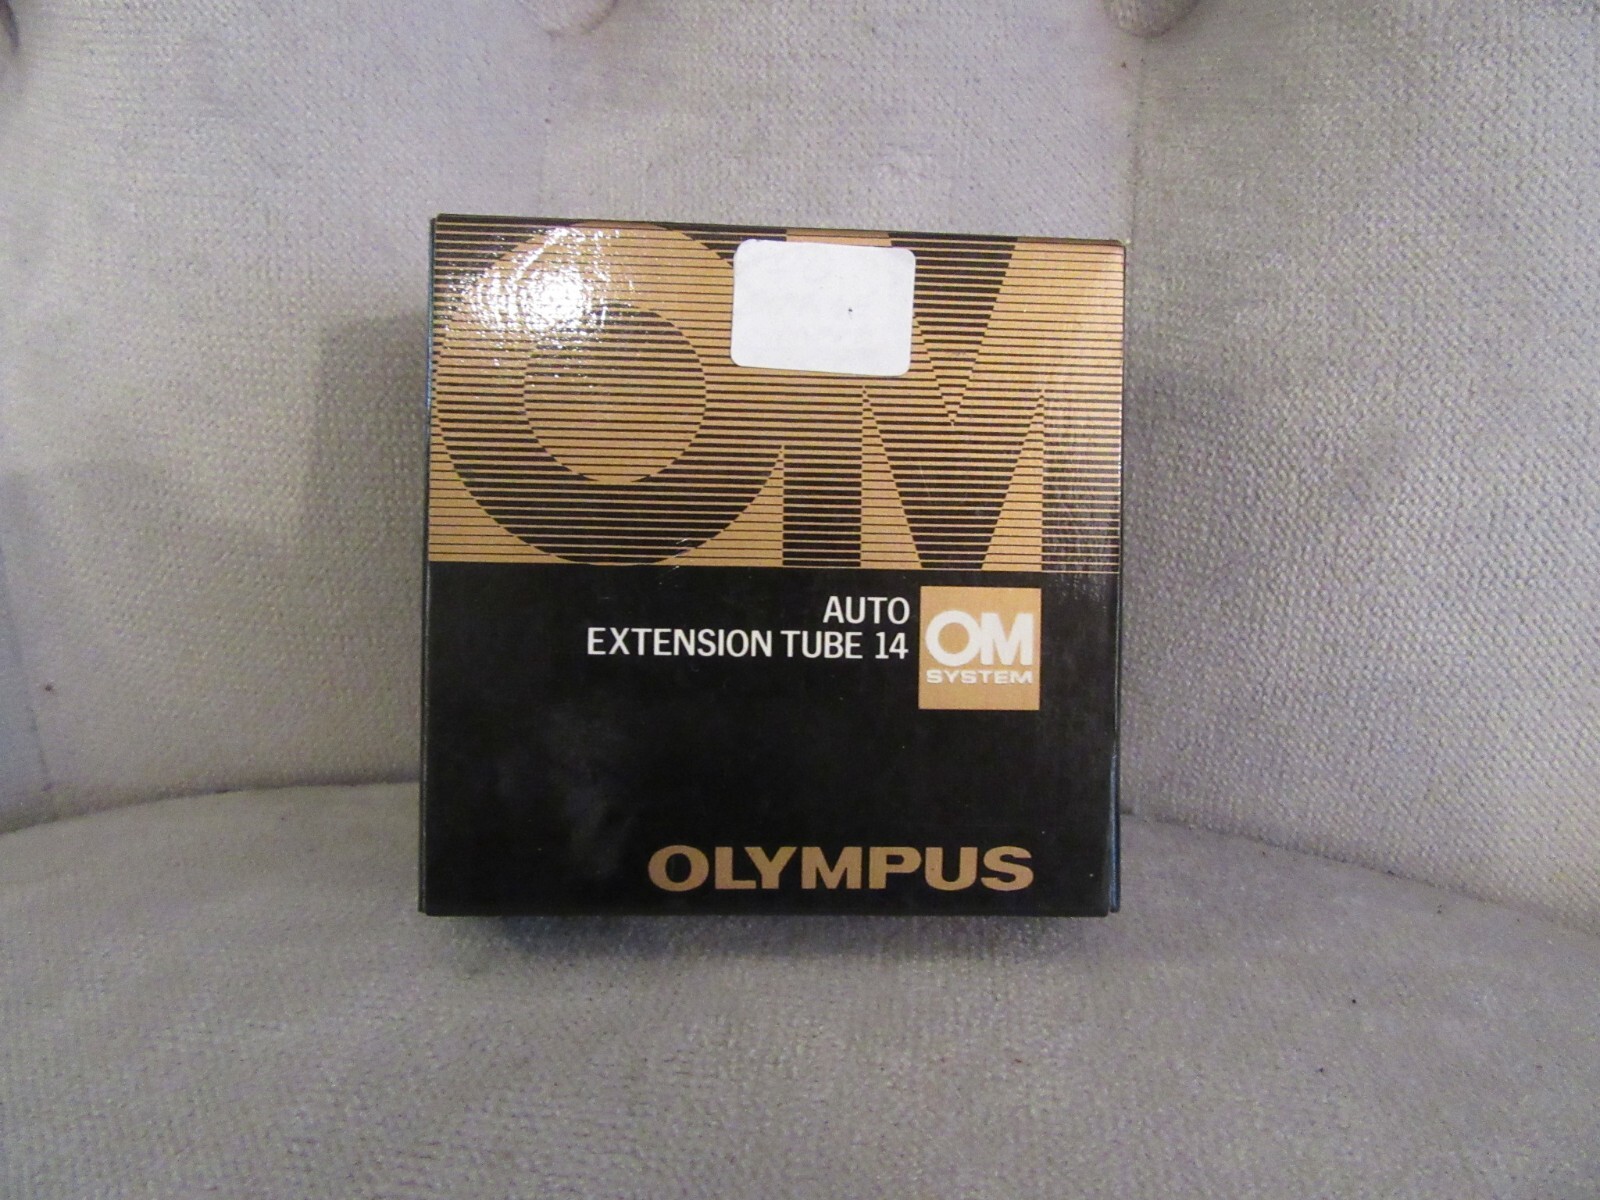 OM
AUTO
EXTENSION TUBE 14
OM
SYSTEM
OLYMPUS